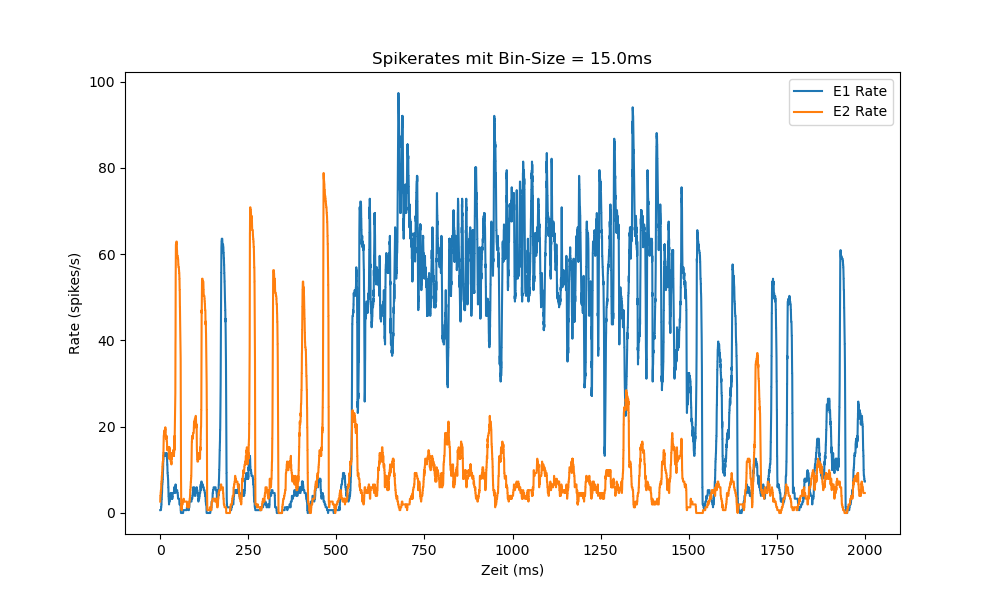 Spikerates mit Bin-Size = 15.0ms
E1 Rate
E2 Rate
Rate (spikes/s)
100
80
60
40
20
0
0 250 500 750 1000 1250 1500 1750 2000
Zeit (ms)